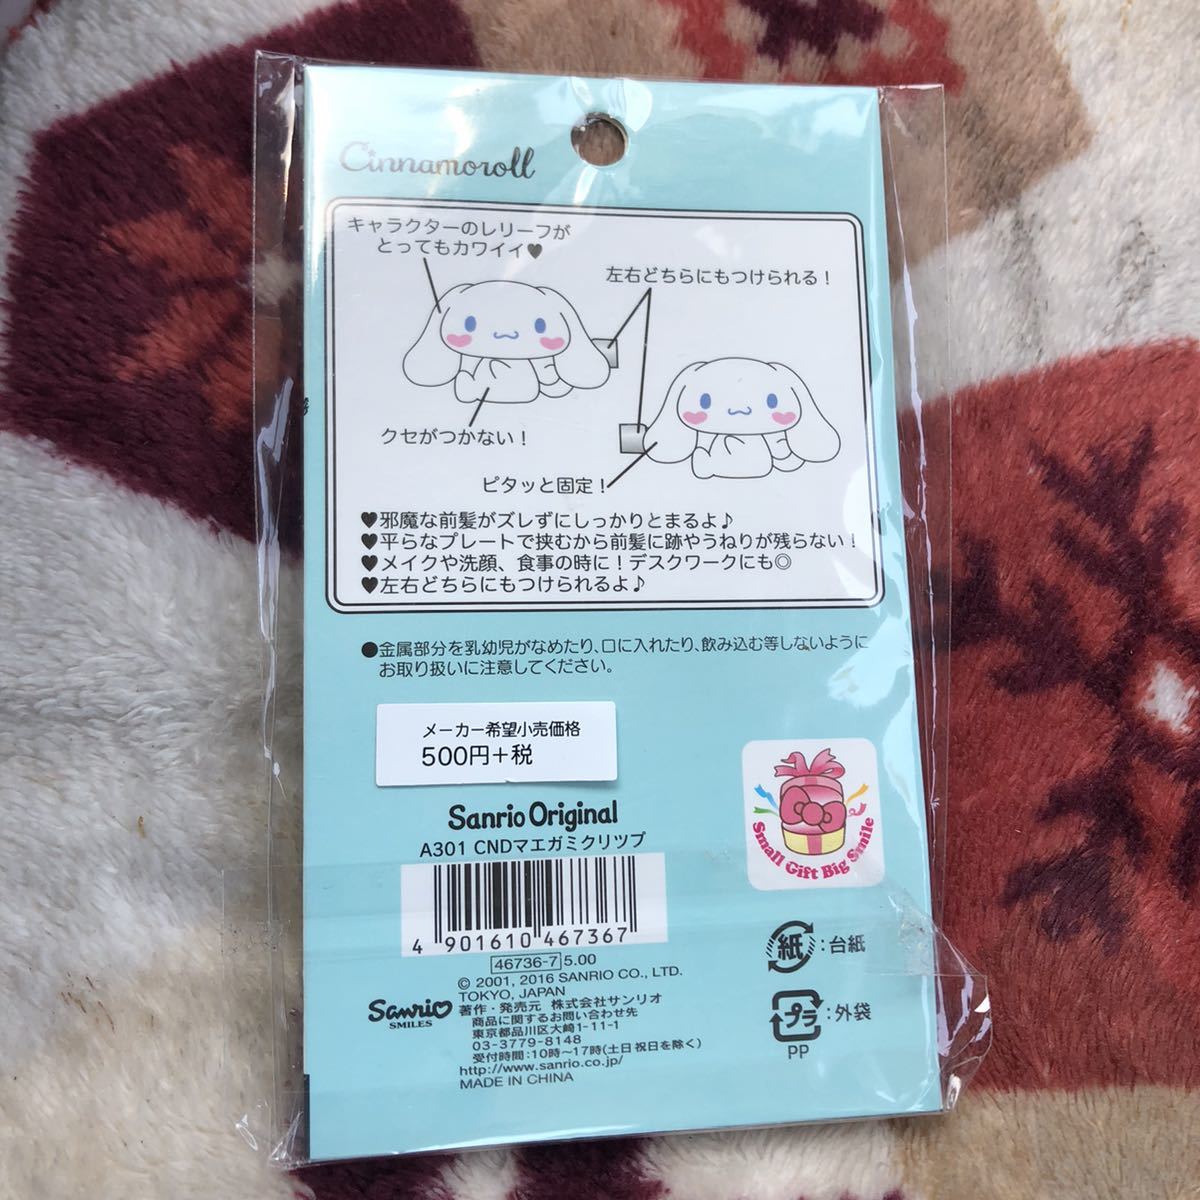 Cinnamoroll
キャラクターのレリーフが
とってもカワイイ♥
左右どちらにもつけられる！
クセがつかない！
ピタッと固定！
♥邪魔な前髪がズレずにしっかりとまるよ♪
♥平らなプレートで挟むから前髪に跡やうねりが残らない！
♥メイクや洗顔、食事の時に！デスクワークにも◎
♥左右どちらにもつけられるよ♪
●金属部分を乳幼児がなめたり、口に入れたり、飲み込む等しないように
お取り扱いに注意してください。
メーカー希望小売価格
500円＋税
Sanrio Original
A301 CNDマエガミクリツプ
4 901610 467367
46736-7 5.00
© 2001, 2016 SANRIO CO., LTD.
TOKYO, JAPAN
著作・発売元 株式会社サンリオ
商品に関するお問い合わせ先
東京都品川区大崎1-11-1
03-3779-8148
受付時間：10時～17時(土日祝日を除く)
http://www.sanrio.co.jp/
MADE IN CHINA
Sanrio
SMILES
Small Gift Big Smile
紙：台紙
プラ：外袋
PP